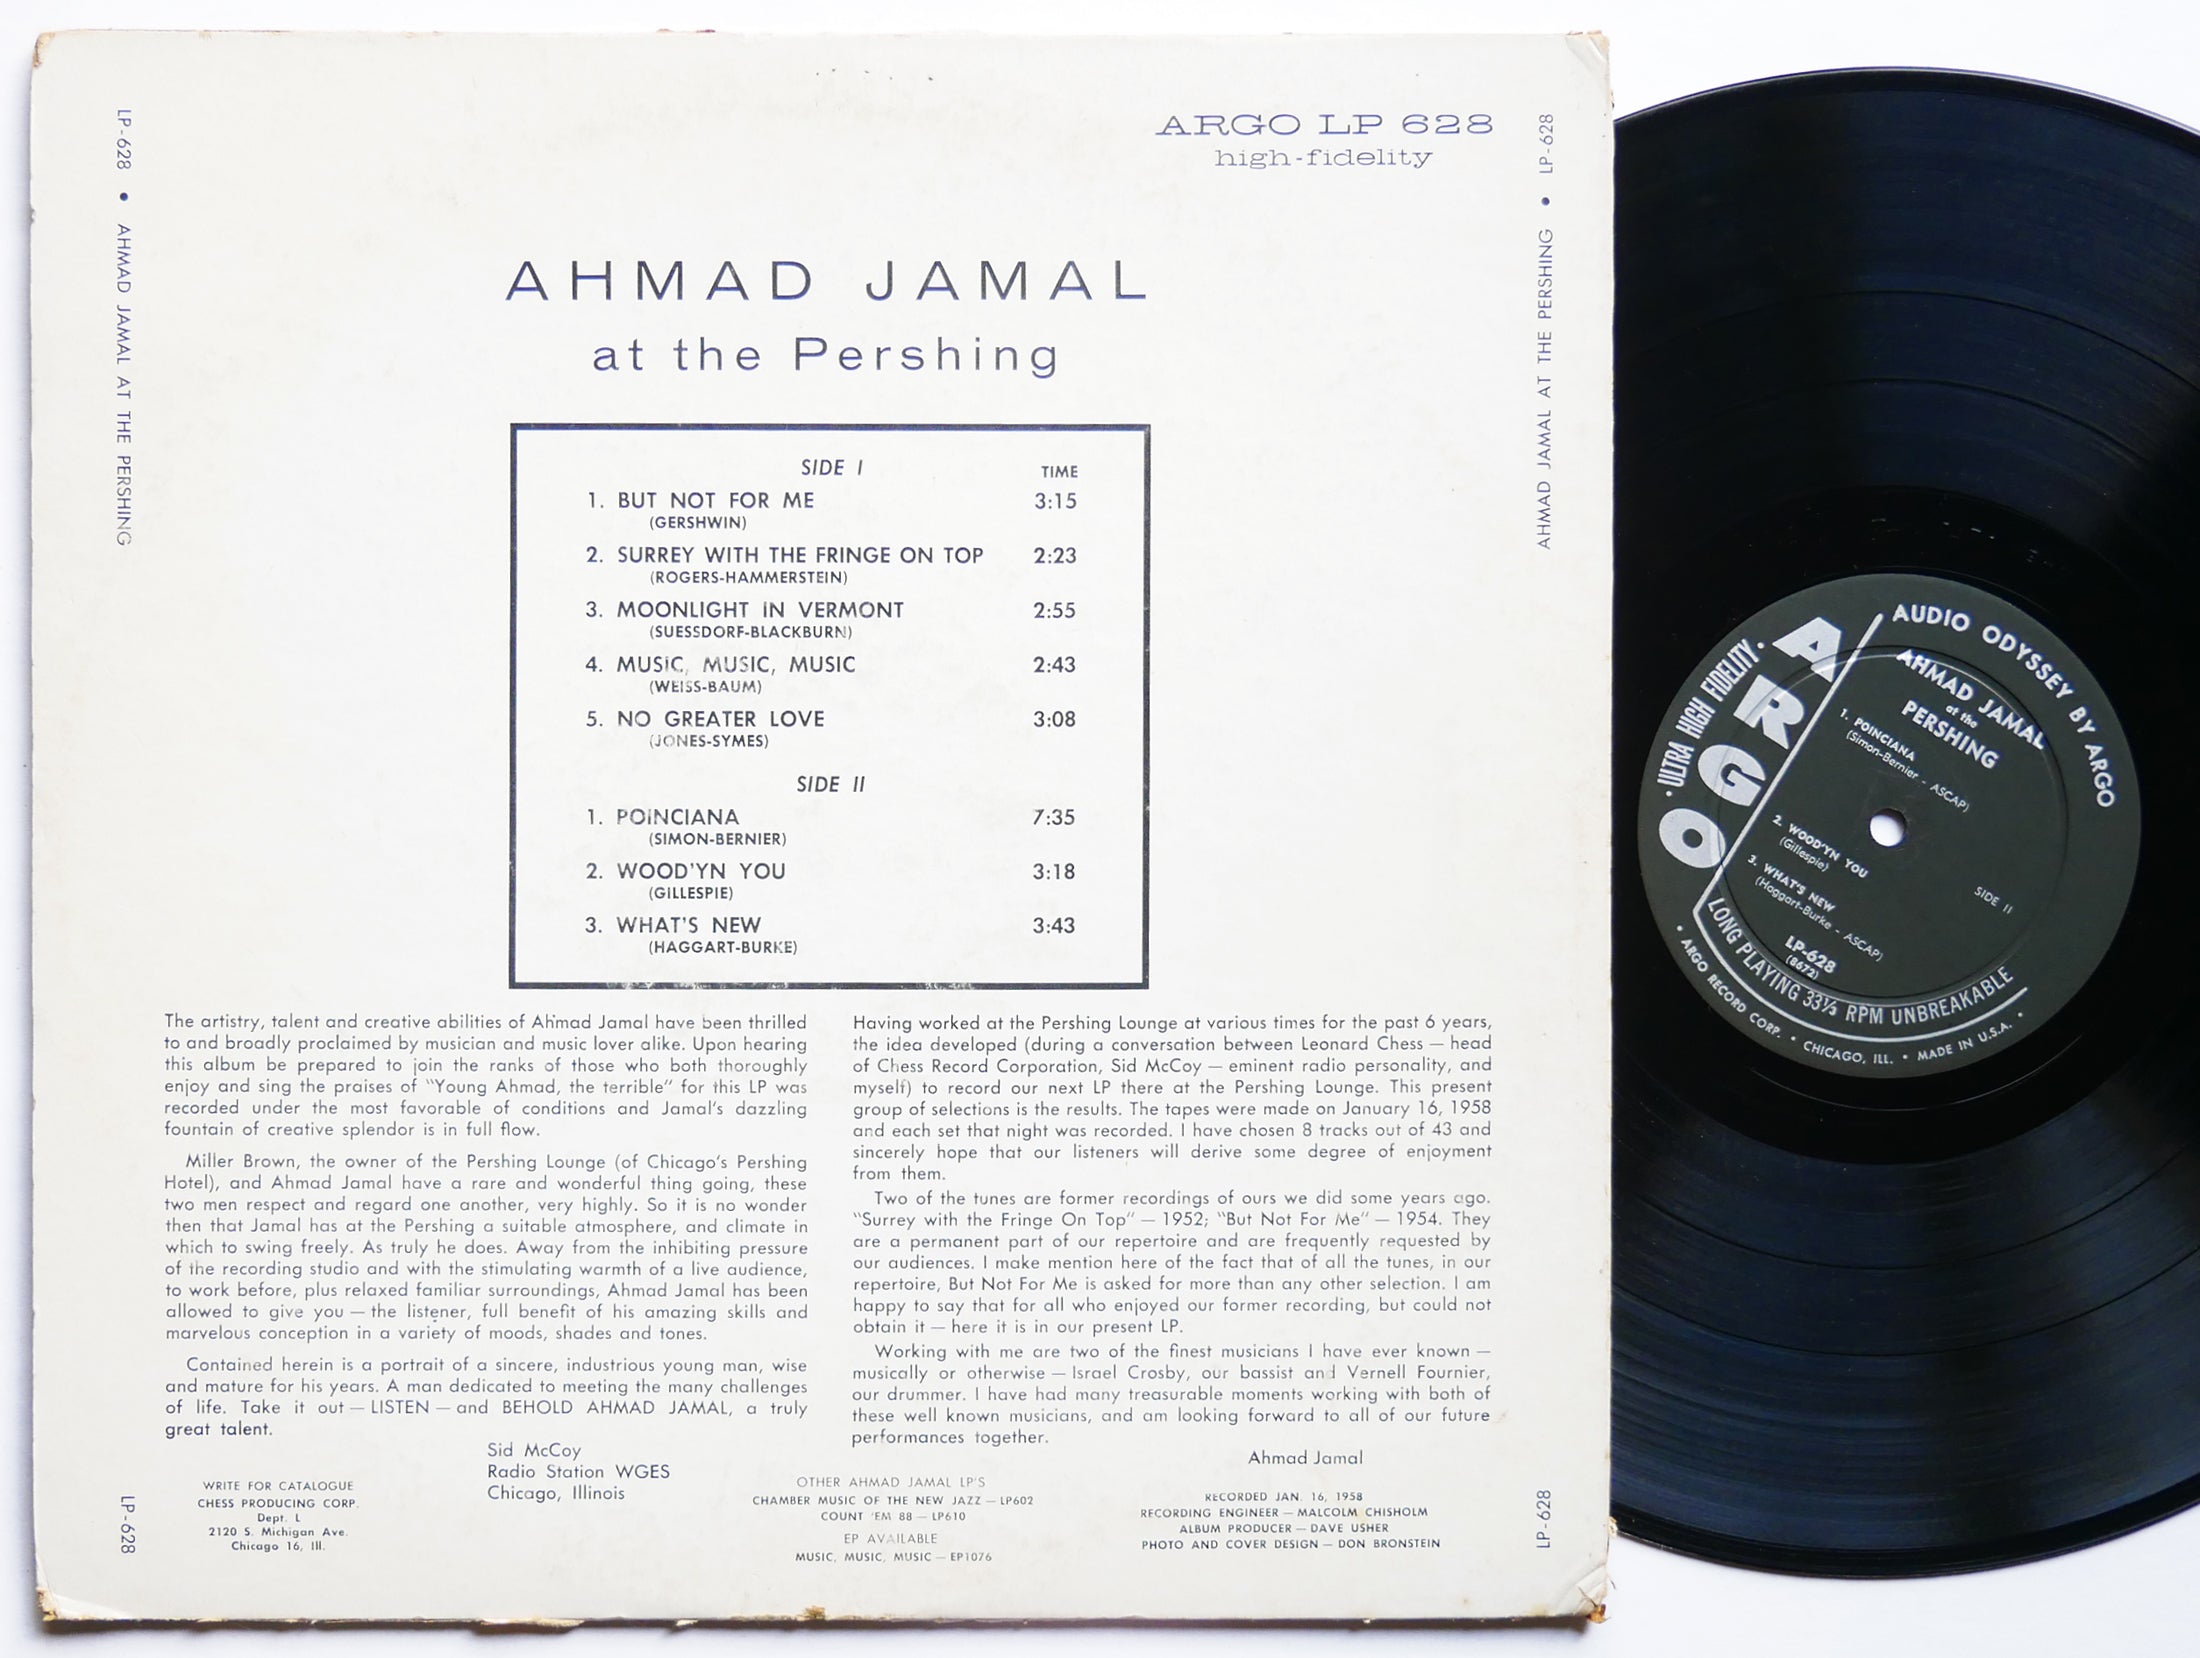 ARGO LP 628
high-fidelity
LP-628 • AHMAD JAMAL AT THE PERSHING
LP-628
AHMAD JAMAL AT THE PERSHING • LP-628
LP-628
AHMAD JAMAL
at the Pershing
SIDE I TIME
1. BUT NOT FOR ME 3:15
(GERSHWIN)
2. SURREY WITH THE FRINGE ON TOP 2:23
(ROGERS-HAMMERSTEIN)
3. MOONLIGHT IN VERMONT 2:55
(SUESSDORF-BLACKBURN)
4. MUSIC, MUSIC, MUSIC 2:43
(WEISS-BAUM)
5. NO GREATER LOVE 3:08
(JONES-SYMES)
SIDE II
1. POINCIANA 7:35
(SIMON-BERNIER)
2. WOOD'YN YOU 3:18
(GILLESPIE)
3. WHAT'S NEW 3:43
(HAGGART-BURKE)
The artistry, talent and creative abilities of Ahmad Jamal have been thrilled
to and broadly proclaimed by musician and music lover alike. Upon hearing
this album be prepared to join the ranks of those who both thoroughly
enjoy and sing the praises of "Young Ahmad, the terrible" for this LP was
recorded under the most favorable of conditions and Jamal's dazzling
fountain of creative splendor is in full flow.
Miller Brown, the owner of the Pershing Lounge (of Chicago's Pershing
Hotel), and Ahmad Jamal have a rare and wonderful thing going, these
two men respect and regard one another, very highly. So it is no wonder
then that Jamal has at the Pershing a suitable atmosphere, and climate in
which to swing freely. As truly he does. Away from the inhibiting pressure
of the recording studio and with the stimulating warmth of a live audience,
to work before, plus relaxed familiar surroundings, Ahmad Jamal has been
allowed to give you — the listener, full benefit of his amazing skills and
marvelous conception in a variety of moods, shades and tones.
Contained herein is a portrait of a sincere, industrious young man, wise
and mature for his years. A man dedicated to meeting the many challenges
of life. Take it out — LISTEN — and BEHOLD AHMAD JAMAL, a truly
great talent.
Sid McCoy
Radio Station WGES
Chicago, Illinois
Having worked at the Pershing Lounge at various times for the past 6 years,
the idea developed (during a conversation between Leonard Chess — head
of Chess Record Corporation, Sid McCoy — eminent radio personality, and
myself) to record our next LP there at the Pershing Lounge. This present
group of selections is the results. The tapes were made on January 16, 1958
and each set that night was recorded. I have chosen 8 tracks out of 43 and
sincerely hope that our listeners will derive some degree of enjoyment
from them.
Two of the tunes are former recordings of ours we did some years ago.
"Surrey with the Fringe On Top" — 1952; "But Not For Me" — 1954. They
are a permanent part of our repertoire and are frequently requested by
our audiences. I make mention here of the fact that of all the tunes, in our
repertoire, But Not For Me is asked for more than any other selection. I am
happy to say that for all who enjoyed our former recording, but could not
obtain it — here it is in our present LP.
Working with me are two of the finest musicians I have ever known —
musically or otherwise — Israel Crosby, our bassist and Vernell Fournier,
our drummer. I have had many treasurable moments working with both of
these well known musicians, and am looking forward to all of our future
performances together.
Ahmad Jamal
WRITE FOR CATALOGUE
CHESS PRODUCING CORP.
Dept. L
2120 S. Michigan Ave.
Chicago 16, Ill.
OTHER AHMAD JAMAL LP'S
CHAMBER MUSIC OF THE NEW JAZZ — LP602
COUNT 'EM 88 — LP610
EP AVAILABLE
MUSIC, MUSIC, MUSIC — EP1076
RECORDED JAN. 16, 1958
RECORDING ENGINEER — MALCOLM CHISHOLM
ALBUM PRODUCER — DAVE USHER
PHOTO AND COVER DESIGN — DON BRONSTEIN
AUDIO ODYSSEY BY ARGO
• ULTRA HIGH FIDELITY •
ARGO
AHMAD JAMAL
at the
PERSHING
1. POINCIANA
(Simon-Bernier - ASCAP)
2. WOOD'YN YOU
(Gillespie)
3. WHAT'S NEW
(Haggart-Burke - ASCAP)
SIDE II
LP-628
(8672)
LONG PLAYING 33⅓ RPM UNBREAKABLE
• ARGO RECORD CORP. • CHICAGO, ILL. • MADE IN U.S.A. •